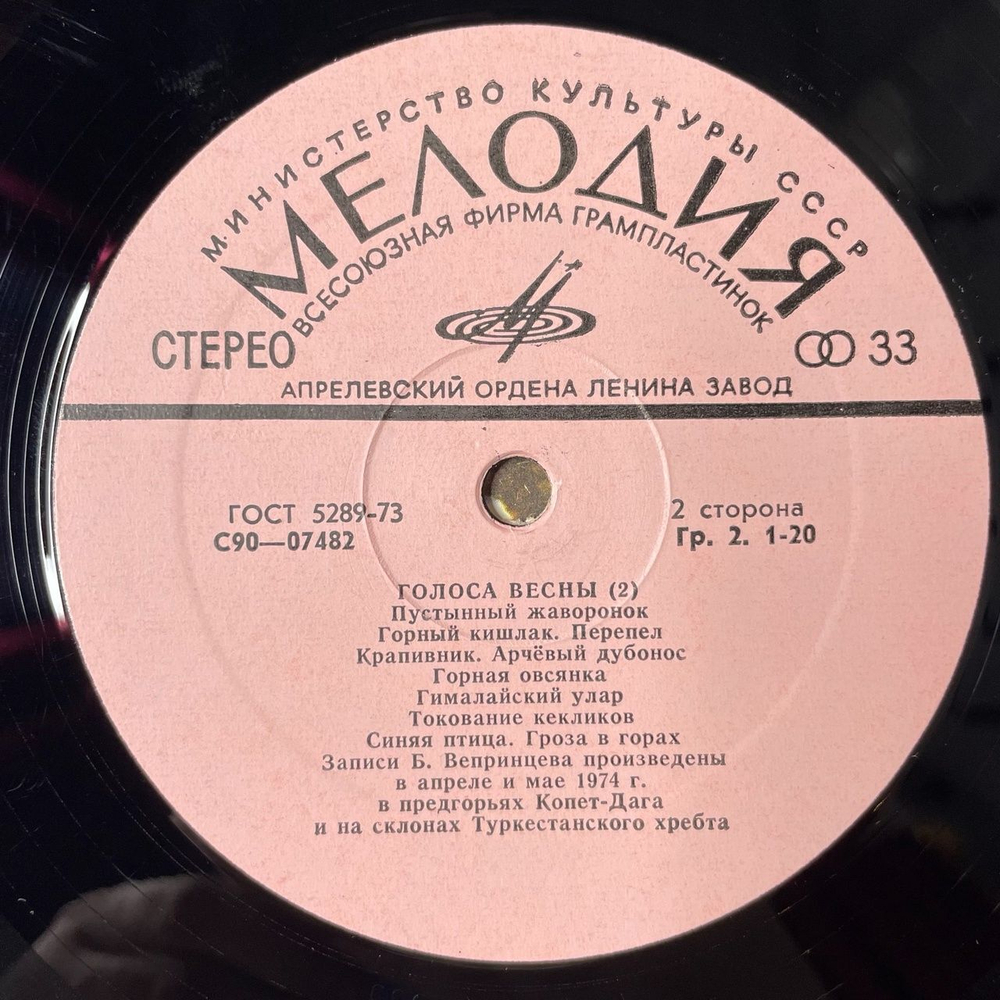 МИНИСТЕРСТВО КУЛЬТУРЫ СССР
МЕЛОДИЯ
ВСЕСОЮЗНАЯ ФИРМА ГРАМПЛАСТИНОК
СТЕРЕО
33
АПРЕЛЕВСКИЙ ОРДЕНА ЛЕНИНА ЗАВОД
ГОСТ 5289-73
2 сторона
С90—07482
Гр. 2. 1-20
ГОЛОСА ВЕСНЫ (2)
Пустынный жаворонок
Горный кишлак. Перепел
Крапивник. Арчёвый дубонос
Горная овсянка
Гималайский улар
Токование кекликов
Синяя птица. Гроза в горах
Записи Б. Вепринцева произведены
в апреле и мае 1974 г.
в предгорьях Копет-Дага
и на склонах Туркестанского хребта